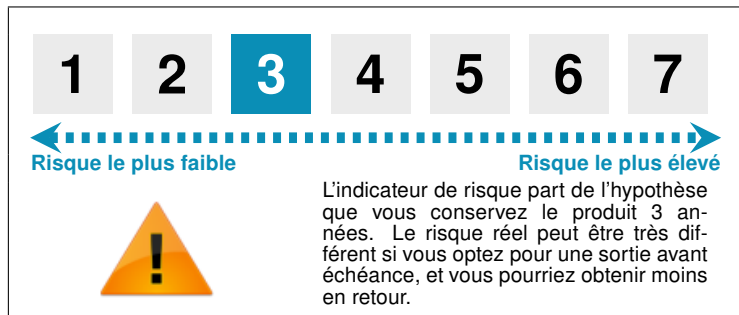 1 2 3 4 5 6 7
Risque le plus faible Risque le plus élevé
L'indicateur de risque part de l'hypothèse
que vous conservez le produit 3 an-
nées. Le risque réel peut être très dif-
férent si vous optez pour une sortie avant
échéance, et vous pourriez obtenir moins
en retour.